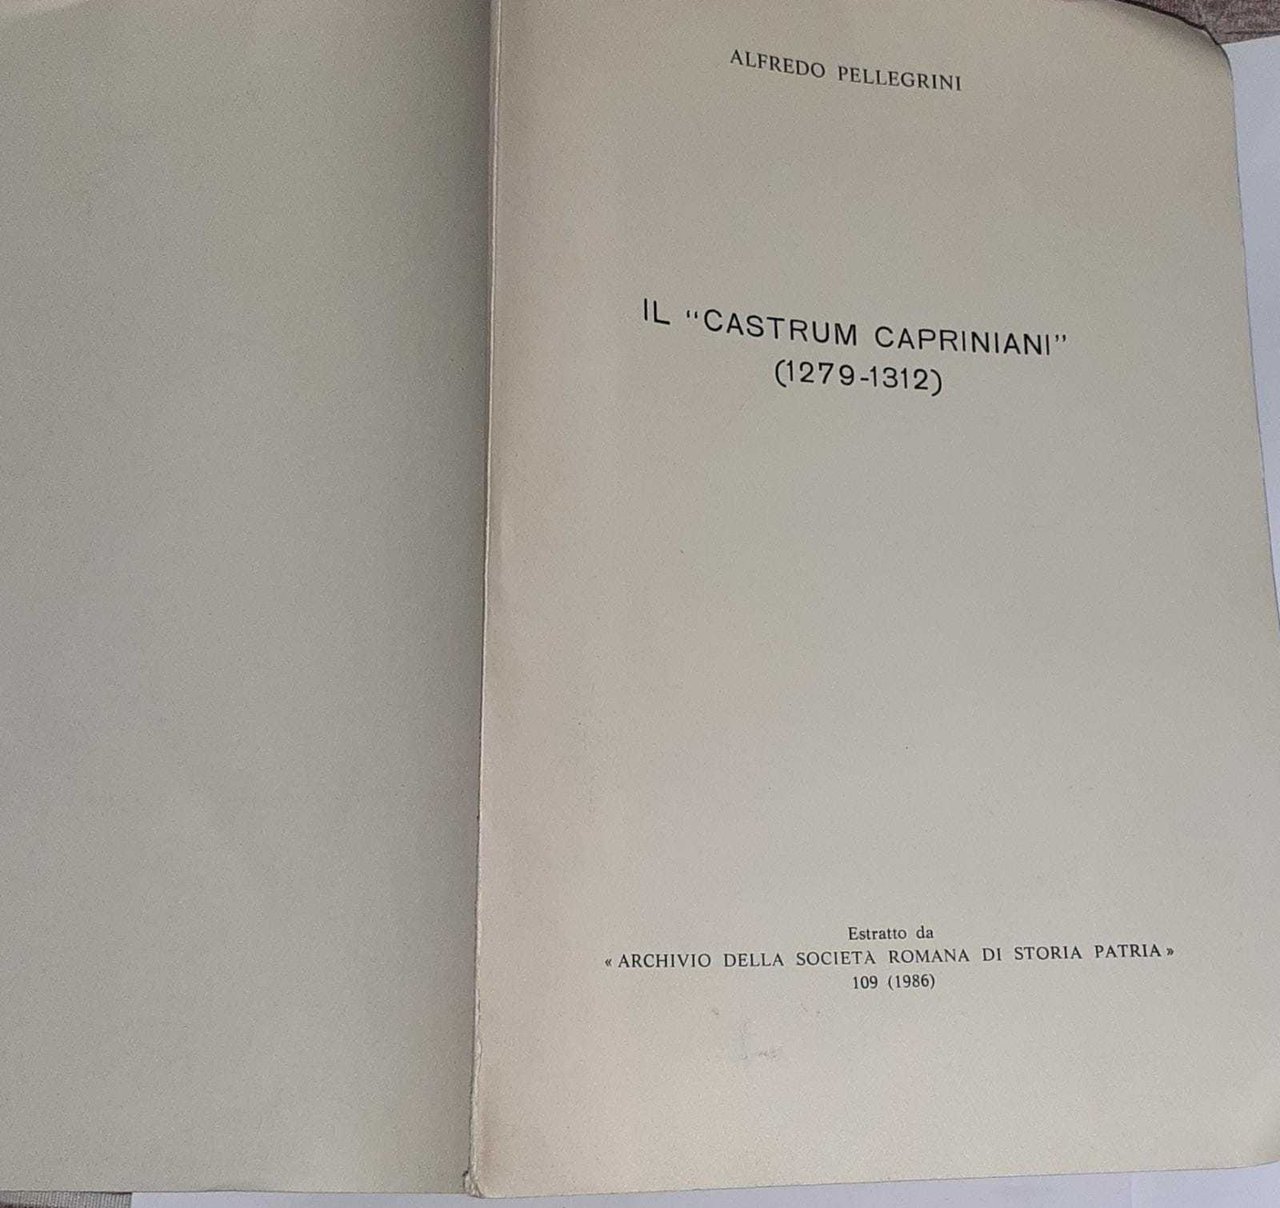 ALFREDO PELLEGRINI
IL "CASTRUM CAPRINIANI"
(1279-1312)
Estratto da
« ARCHIVIO DELLA SOCIETÀ ROMANA DI STORIA PATRIA »
109 (1986)